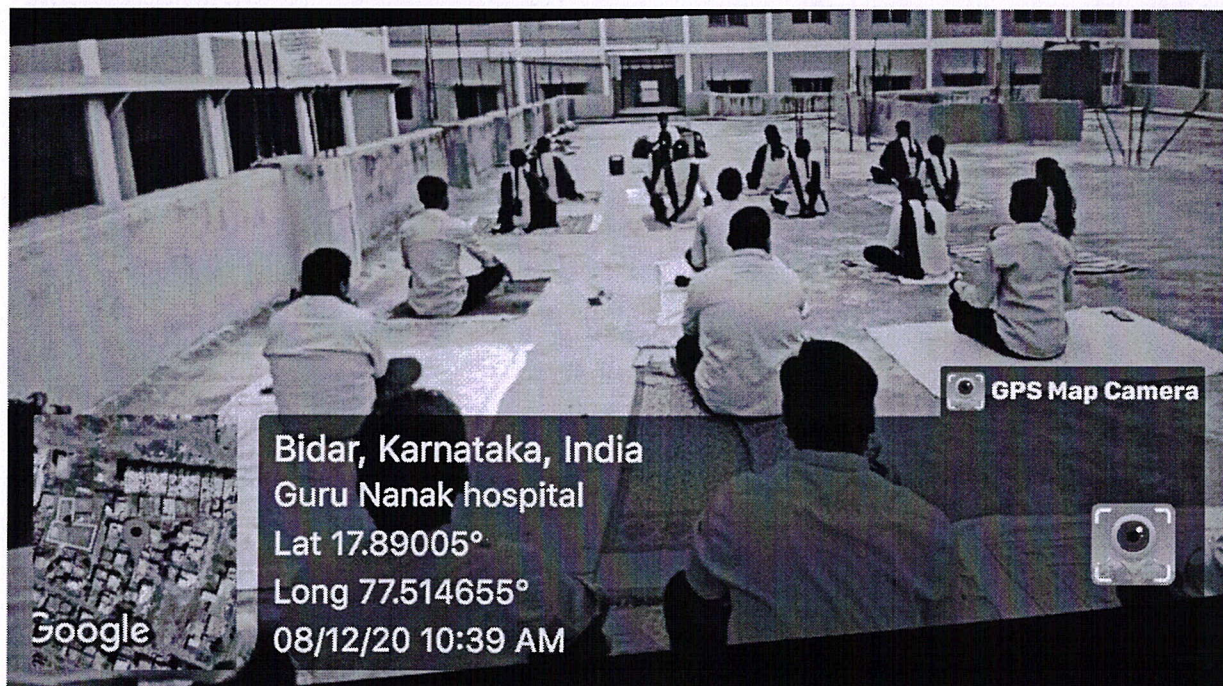 GPS Map Camera
Bidar, Karnataka, India
Guru Nanak hospital
Lat 17.89005°
Long 77.514655°
08/12/20 10:39 AM
Google